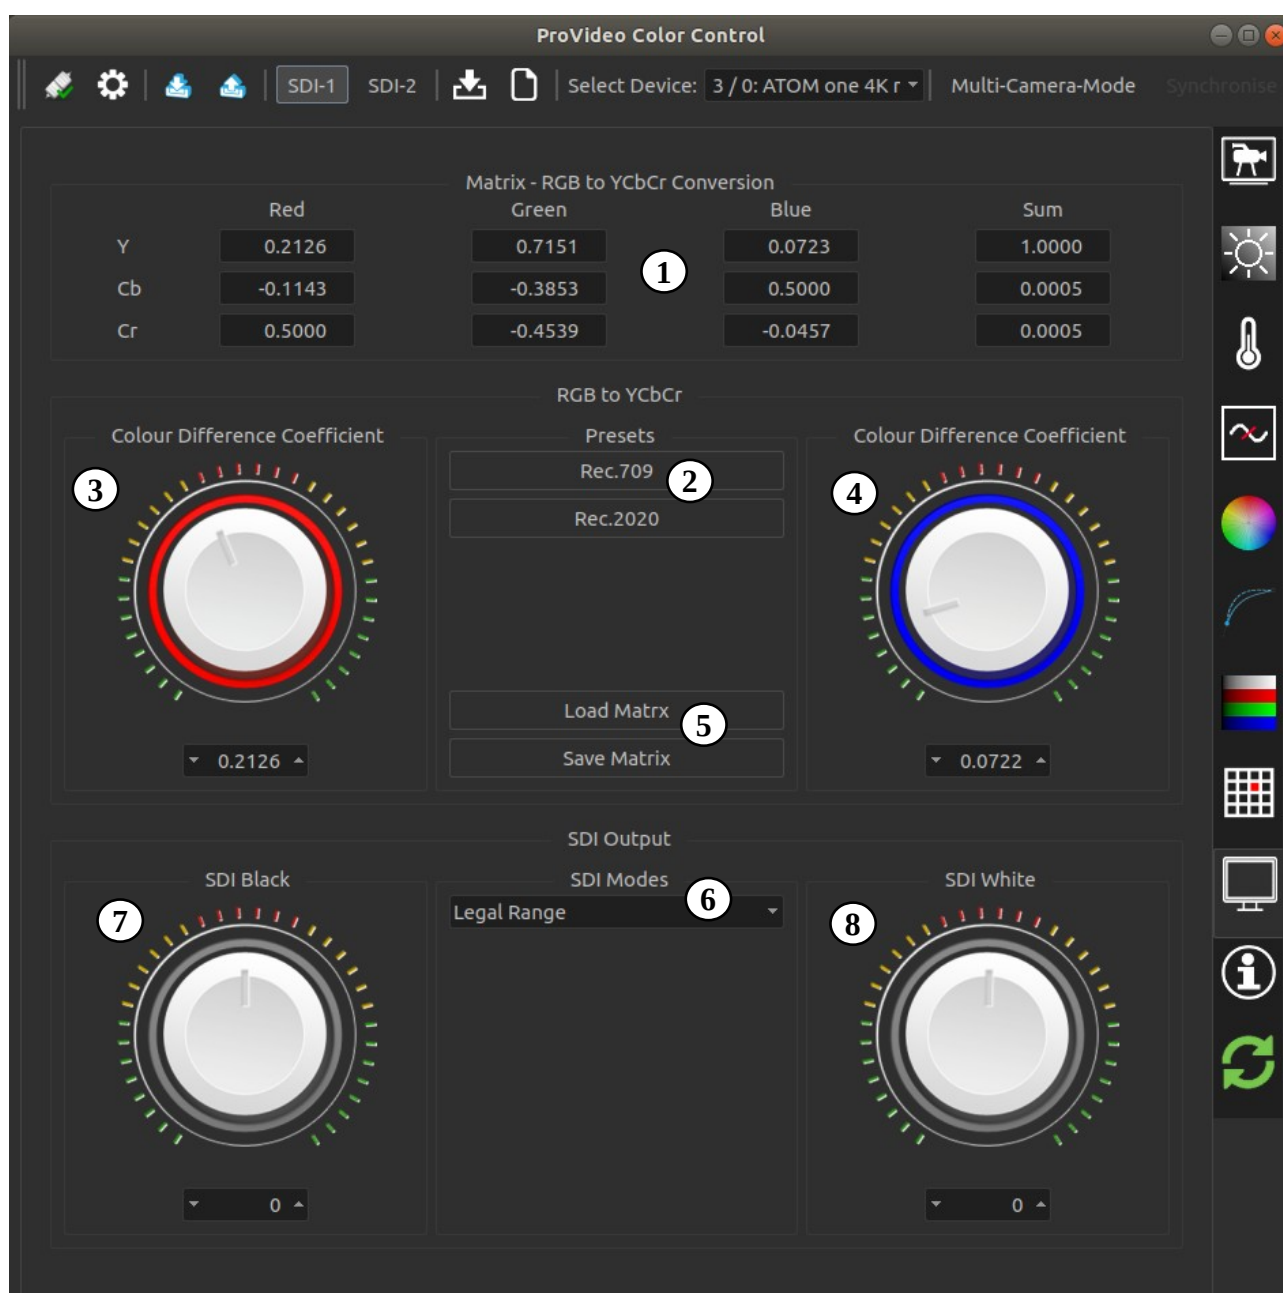 ProVideo Color Control
SDI-1 SDI-2 Select Device: 3 / 0: ATOM one 4K r Multi-Camera-Mode Synchronise
Matrix - RGB to YCbCr Conversion
Red Green Blue Sum
Y 0.2126 0.7151 0.0723 1.0000
1
Cb -0.1143 -0.3853 0.5000 0.0005
Cr 0.5000 -0.4539 -0.0457 0.0005
RGB to YCbCr
Colour Difference Coefficient Presets Colour Difference Coefficient
3 Rec.709 2 4
Rec.2020
Load Matrx 5
Save Matrix
0.2126 0.0722
SDI Output
SDI Black SDI Modes SDI White
7 Legal Range 6 8
0 0